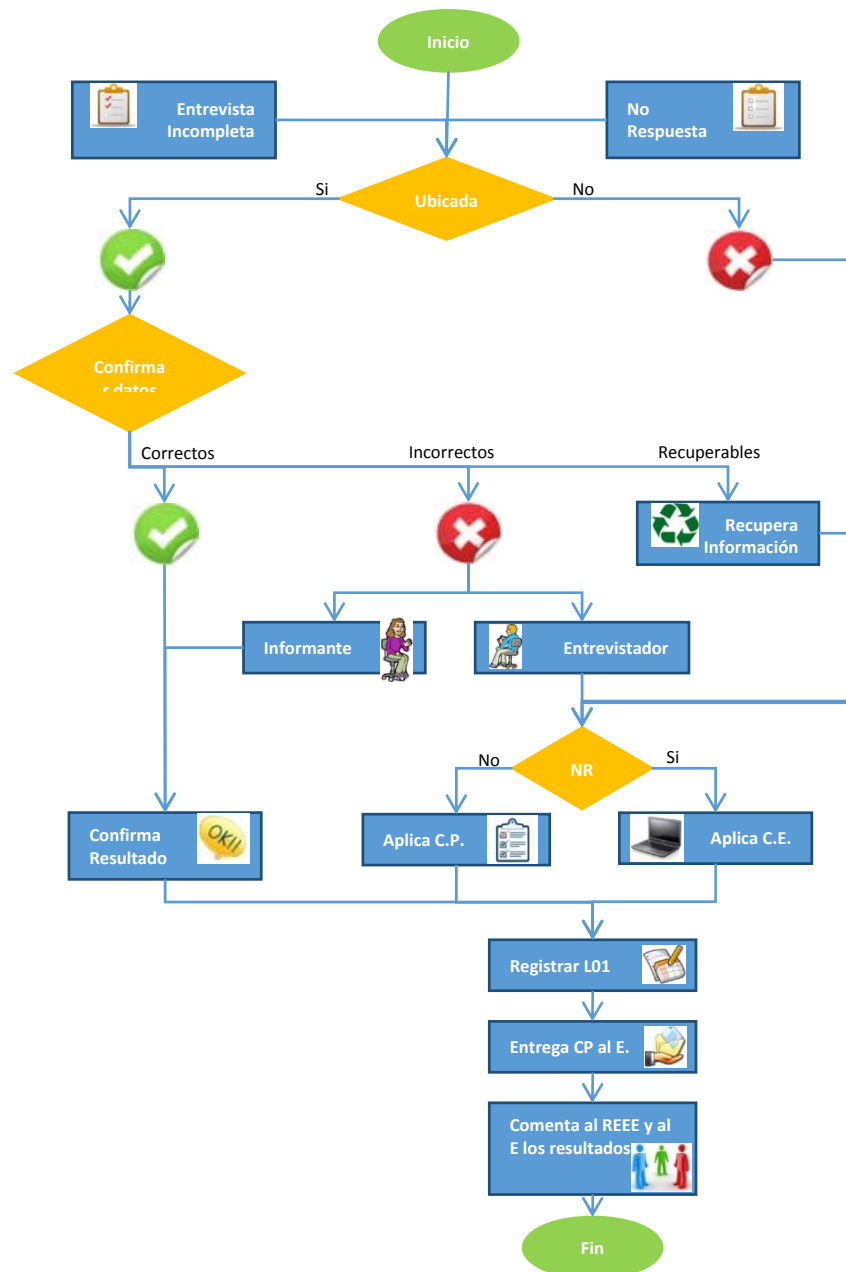 Inicio
Entrevista
Incompleta
No
Respuesta
Si
No
Ubicada
Confirma
r datos
Correctos
Incorrectos
Recuperables
Recupera
Información
Informante
Entrevistador
No
Si
NR
Confirma
Resultado
OK!!
Aplica C.P.
Aplica C.E.
Registrar L01
Entrega CP al E.
Comenta al REEE y al
E los resultados
Fin